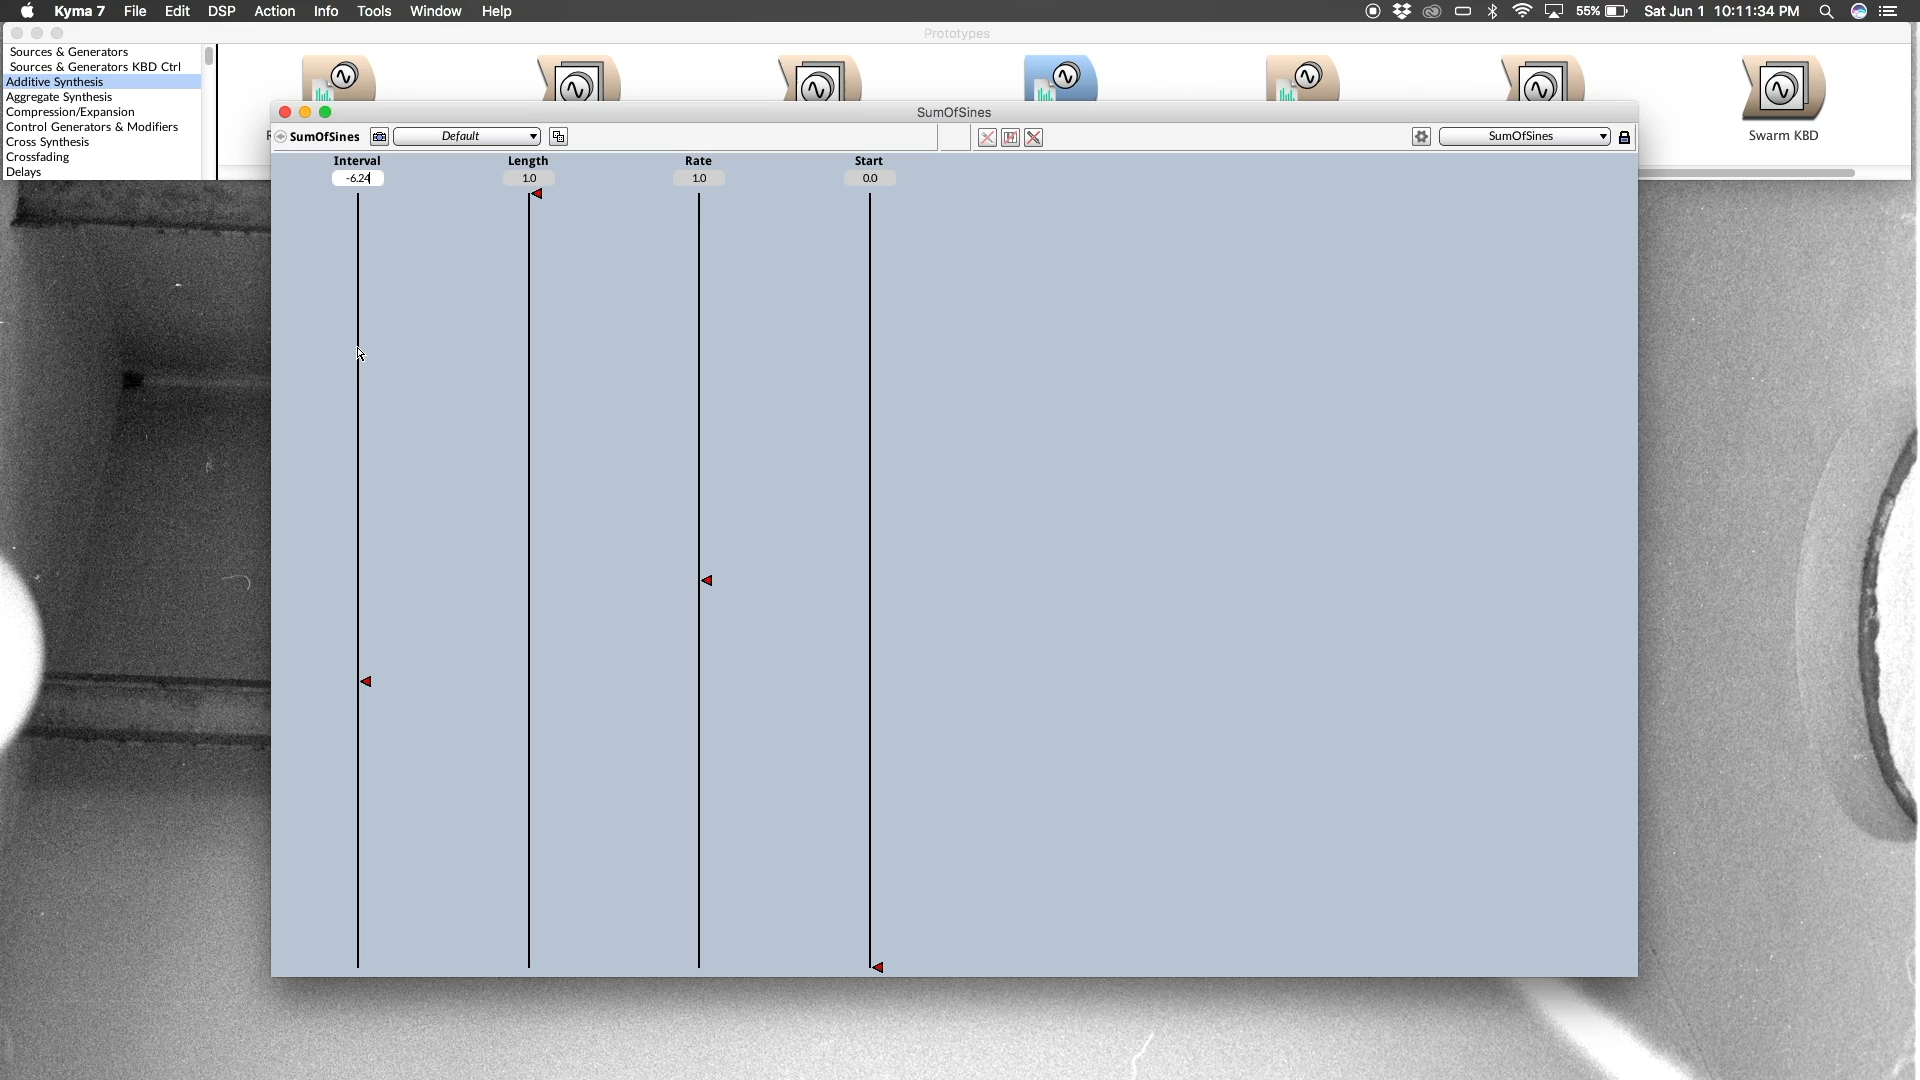 Kyma 7 File Edit DSP Action Info Tools Window Help 55% Sat Jun 1 10:11:34 PM
Prototypes
Sources & Generators
Sources & Generators KBD Ctrl
Additive Synthesis
Aggregate Synthesis
Compression/Expansion
Control Generators & Modifiers
Cross Synthesis
Crossfading
Delays
Swarm KBD
SumOfSines
SumOfSines Default SumOfSines
Interval Length Rate Start
-6.24 1.0 1.0 0.0